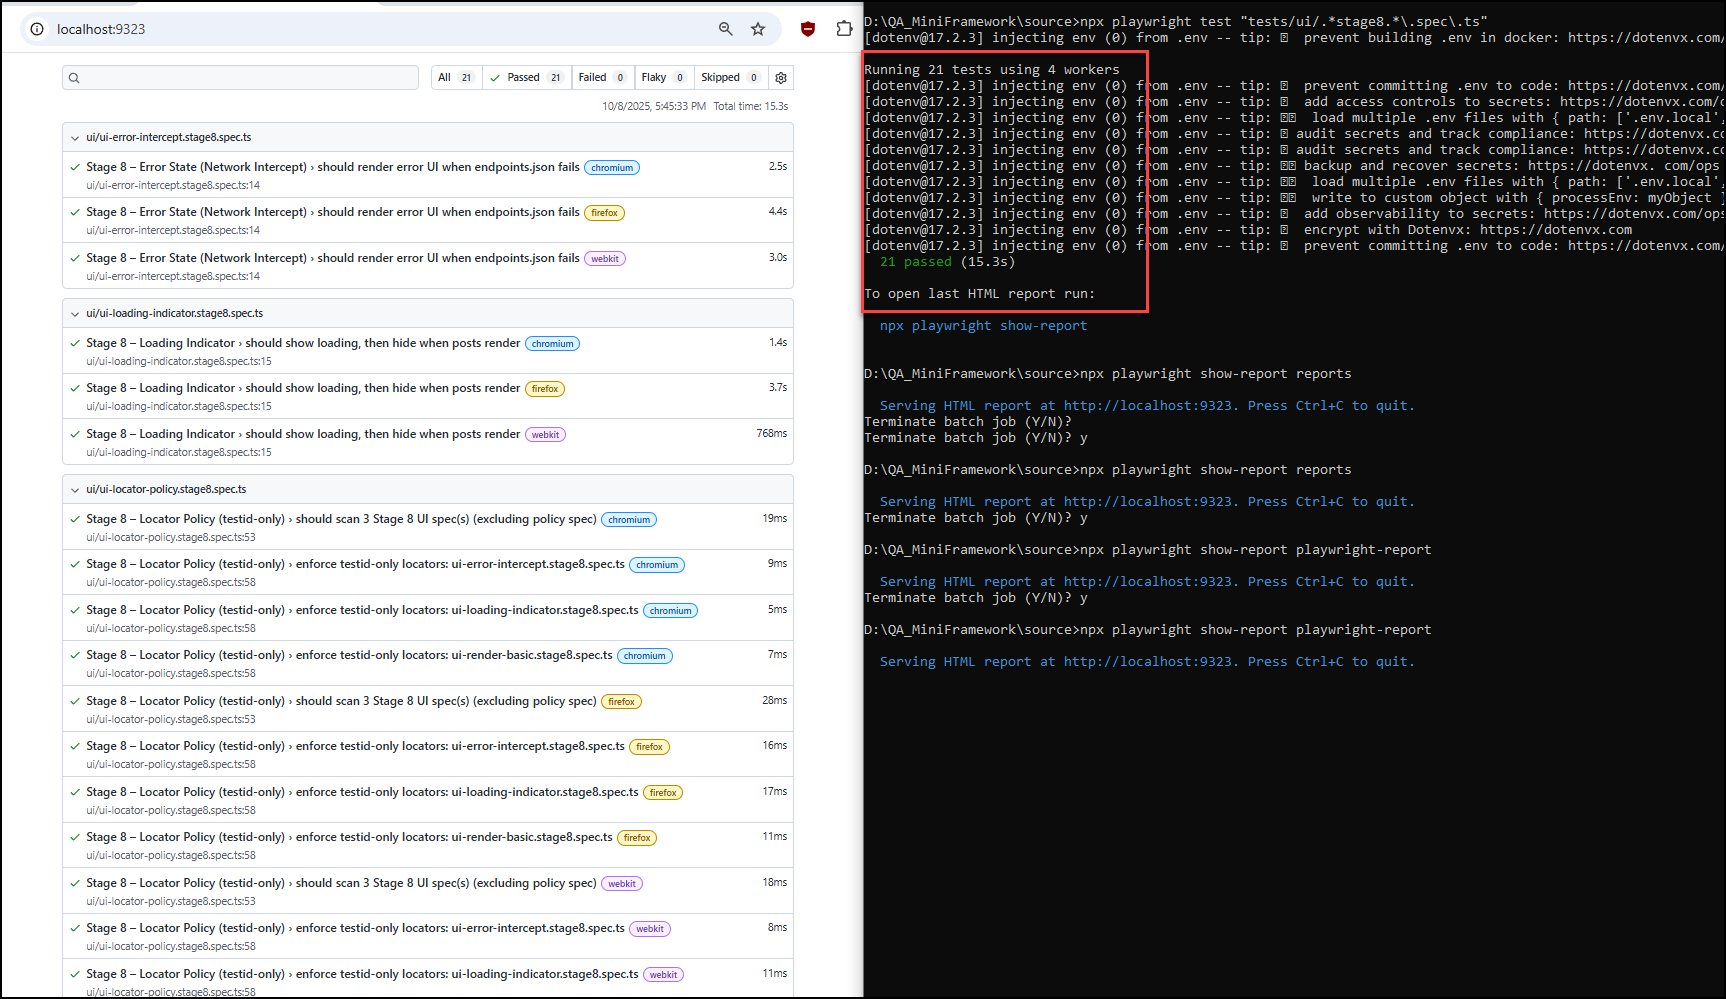 localhost:9323
All 21 Passed 21 Failed 0 Flaky 0 Skipped 0
10/8/2025, 5:45:33 PM Total time: 15.3s
ui/ui-error-intercept.stage8.spec.ts
Stage 8 – Error State (Network Intercept) › should render error UI when endpoints.json fails chromium 2.5s
ui/ui-error-intercept.stage8.spec.ts:14
Stage 8 – Error State (Network Intercept) › should render error UI when endpoints.json fails firefox 4.4s
ui/ui-error-intercept.stage8.spec.ts:14
Stage 8 – Error State (Network Intercept) › should render error UI when endpoints.json fails webkit 3.0s
ui/ui-error-intercept.stage8.spec.ts:14
ui/ui-loading-indicator.stage8.spec.ts
Stage 8 – Loading Indicator › should show loading, then hide when posts render chromium 1.4s
ui/ui-loading-indicator.stage8.spec.ts:15
Stage 8 – Loading Indicator › should show loading, then hide when posts render firefox 3.7s
ui/ui-loading-indicator.stage8.spec.ts:15
Stage 8 – Loading Indicator › should show loading, then hide when posts render webkit 768ms
ui/ui-loading-indicator.stage8.spec.ts:15
ui/ui-locator-policy.stage8.spec.ts
Stage 8 – Locator Policy (testid-only) › should scan 3 Stage 8 UI spec(s) (excluding policy spec) chromium 19ms
ui/ui-locator-policy.stage8.spec.ts:53
Stage 8 – Locator Policy (testid-only) › enforce testid-only locators: ui-error-intercept.stage8.spec.ts chromium 9ms
ui/ui-locator-policy.stage8.spec.ts:58
Stage 8 – Locator Policy (testid-only) › enforce testid-only locators: ui-loading-indicator.stage8.spec.ts chromium 5ms
ui/ui-locator-policy.stage8.spec.ts:58
Stage 8 – Locator Policy (testid-only) › enforce testid-only locators: ui-render-basic.stage8.spec.ts chromium 7ms
ui/ui-locator-policy.stage8.spec.ts:58
Stage 8 – Locator Policy (testid-only) › should scan 3 Stage 8 UI spec(s) (excluding policy spec) firefox 28ms
ui/ui-locator-policy.stage8.spec.ts:53
Stage 8 – Locator Policy (testid-only) › enforce testid-only locators: ui-error-intercept.stage8.spec.ts firefox 16ms
ui/ui-locator-policy.stage8.spec.ts:58
Stage 8 – Locator Policy (testid-only) › enforce testid-only locators: ui-loading-indicator.stage8.spec.ts firefox 17ms
ui/ui-locator-policy.stage8.spec.ts:58
Stage 8 – Locator Policy (testid-only) › enforce testid-only locators: ui-render-basic.stage8.spec.ts firefox 11ms
ui/ui-locator-policy.stage8.spec.ts:58
Stage 8 – Locator Policy (testid-only) › should scan 3 Stage 8 UI spec(s) (excluding policy spec) webkit 18ms
ui/ui-locator-policy.stage8.spec.ts:53
Stage 8 – Locator Policy (testid-only) › enforce testid-only locators: ui-error-intercept.stage8.spec.ts webkit 8ms
ui/ui-locator-policy.stage8.spec.ts:58
Stage 8 – Locator Policy (testid-only) › enforce testid-only locators: ui-loading-indicator.stage8.spec.ts webkit 11ms
ui/ui-locator-policy.stage8.spec.ts:58
D:\QA_MiniFramework\source>npx playwright test "tests/ui/.*stage8.*\.spec\.ts"
[dotenv@17.2.3] injecting env (0) from .env -- tip: prevent building .env in docker: https://dotenvx.com/
Running 21 tests using 4 workers
[dotenv@17.2.3] injecting env (0) from .env -- tip: prevent committing .env to code: https://dotenvx.com/
[dotenv@17.2.3] injecting env (0) from .env -- tip: add access controls to secrets: https://dotenvx.com/o
[dotenv@17.2.3] injecting env (0) from .env -- tip: load multiple .env files with { path: ['.env.local',
[dotenv@17.2.3] injecting env (0) from .env -- tip: audit secrets and track compliance: https://dotenvx.co
[dotenv@17.2.3] injecting env (0) from .env -- tip: audit secrets and track compliance: https://dotenvx.co
[dotenv@17.2.3] injecting env (0) from .env -- tip: backup and recover secrets: https://dotenvx. com/ops
[dotenv@17.2.3] injecting env (0) from .env -- tip: load multiple .env files with { path: ['.env.local',
[dotenv@17.2.3] injecting env (0) from .env -- tip: write to custom object with { processEnv: myObject }
[dotenv@17.2.3] injecting env (0) from .env -- tip: add observability to secrets: https://dotenvx.com/ops
[dotenv@17.2.3] injecting env (0) from .env -- tip: encrypt with Dotenvx: https://dotenvx.com
[dotenv@17.2.3] injecting env (0) from .env -- tip: prevent committing .env to code: https://dotenvx.com/
21 passed (15.3s)
To open last HTML report run:
npx playwright show-report
D:\QA_MiniFramework\source>npx playwright show-report reports
Serving HTML report at http://localhost:9323. Press Ctrl+C to quit.
Terminate batch job (Y/N)?
Terminate batch job (Y/N)? y
D:\QA_MiniFramework\source>npx playwright show-report reports
Serving HTML report at http://localhost:9323. Press Ctrl+C to quit.
Terminate batch job (Y/N)? y
D:\QA_MiniFramework\source>npx playwright show-report playwright-report
Serving HTML report at http://localhost:9323. Press Ctrl+C to quit.
Terminate batch job (Y/N)? y
D:\QA_MiniFramework\source>npx playwright show-report playwright-report
Serving HTML report at http://localhost:9323. Press Ctrl+C to quit.